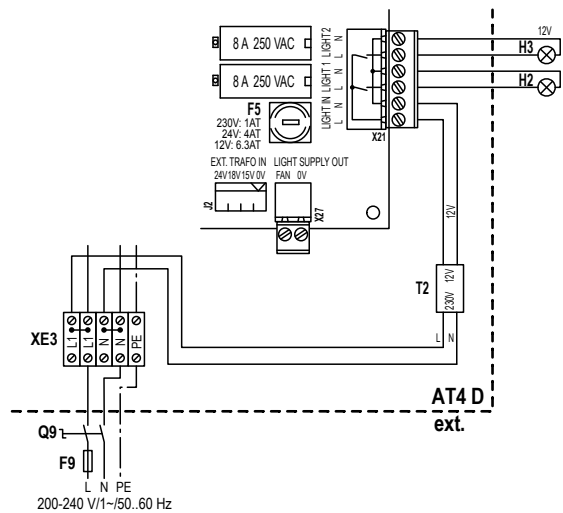 8 A 250 VAC
8 A 250 VAC
LIGHT 2
N
L
LIGHT 1
N
L
LIGHT IN
N
L
X21
12V
H3
H2
F5
230V: 1AT
24V: 4AT
12V: 6.3AT
EXT. TRAFO IN
24V 18V 15V 0V
J2
LIGHT SUPPLY OUT
FAN 0V
X27
12V
T2
12V
230V
L N
XE3
L1
L1
N
N
PE
AT4 D
ext.
Q9
F9
L N PE
200-240 V/1~/50..60 Hz